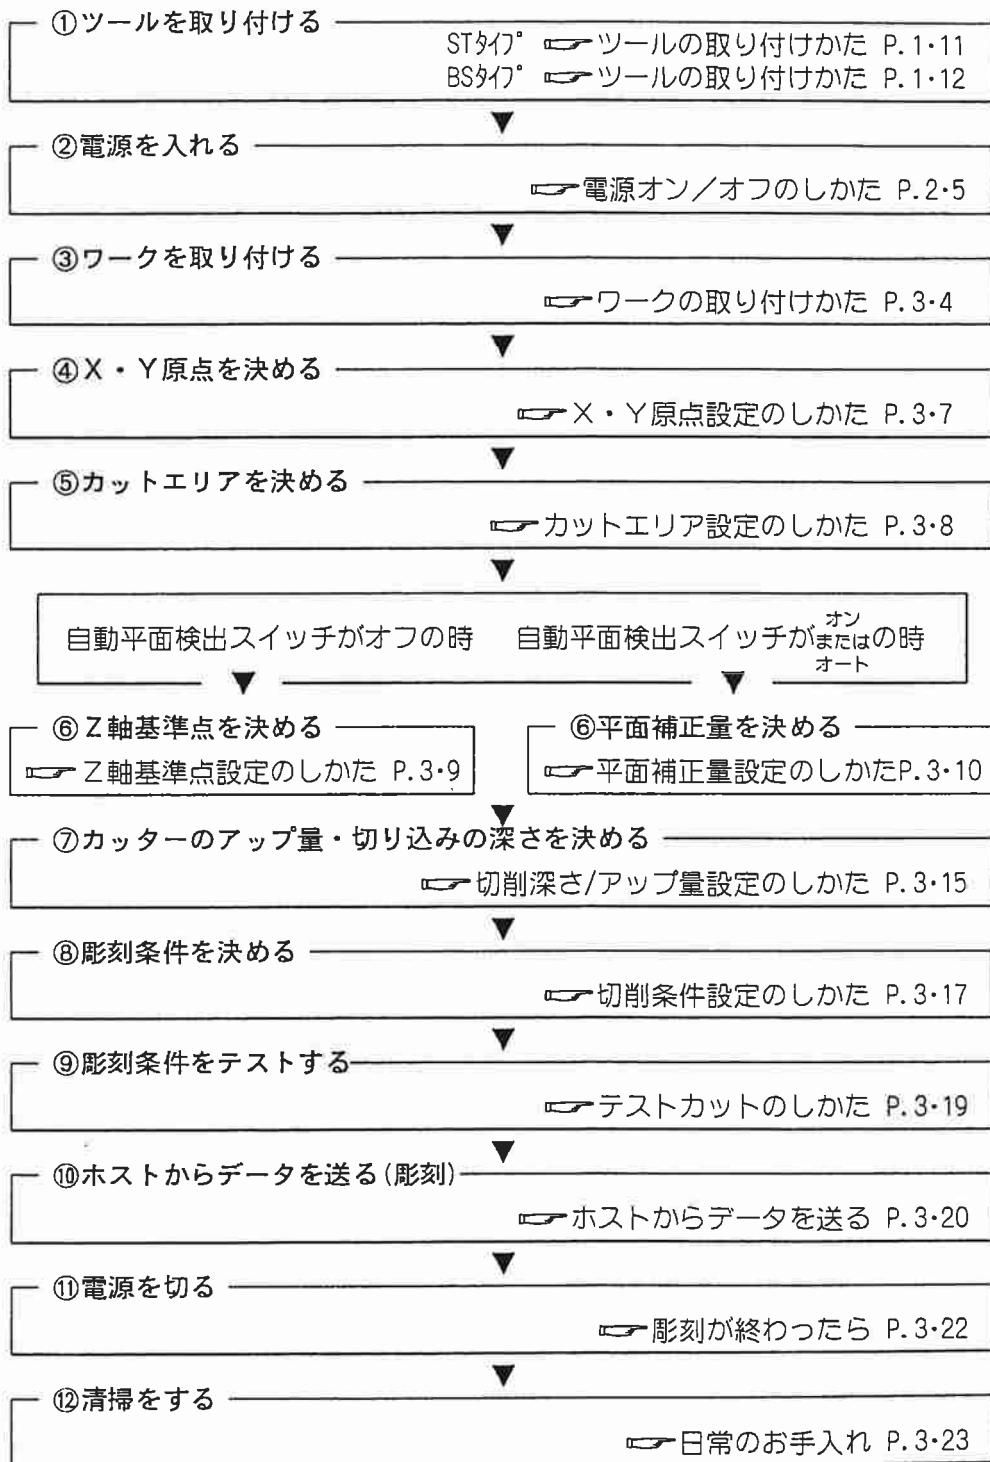 ①ツールを取り付ける
STタイプ ☞ツールの取り付けかた P.1・11
BSタイプ ☞ツールの取り付けかた P.1・12
▼
②電源を入れる
☞電源オン/オフのしかた P.2・5
▼
③ワークを取り付ける
☞ワークの取り付けかた P.3・4
▼
④X・Y原点を決める
☞X・Y原点設定のしかた P.3・7
▼
⑤カットエリアを決める
☞カットエリア設定のしかた P.3・8
▼
自動平面検出スイッチがオフの時
自動平面検出スイッチがオンまたはオートの時
▼ ▼
⑥Z軸基準点を決める
☞Z軸基準点設定のしかた P.3・9
⑥平面補正量を決める
☞平面補正量設定のしかたP.3・10
▼
⑦カッターのアップ量・切り込みの深さを決める
☞切削深さ/アップ量設定のしかた P.3・15
▼
⑧彫刻条件を決める
☞切削条件設定のしかた P.3・17
▼
⑨彫刻条件をテストする
☞テストカットのしかた P.3・19
▼
⑩ホストからデータを送る(彫刻)
☞ホストからデータを送る P.3・20
▼
⑪電源を切る
☞彫刻が終わったら P.3・22
▼
⑫清掃をする
☞日常のお手入れ P.3・23